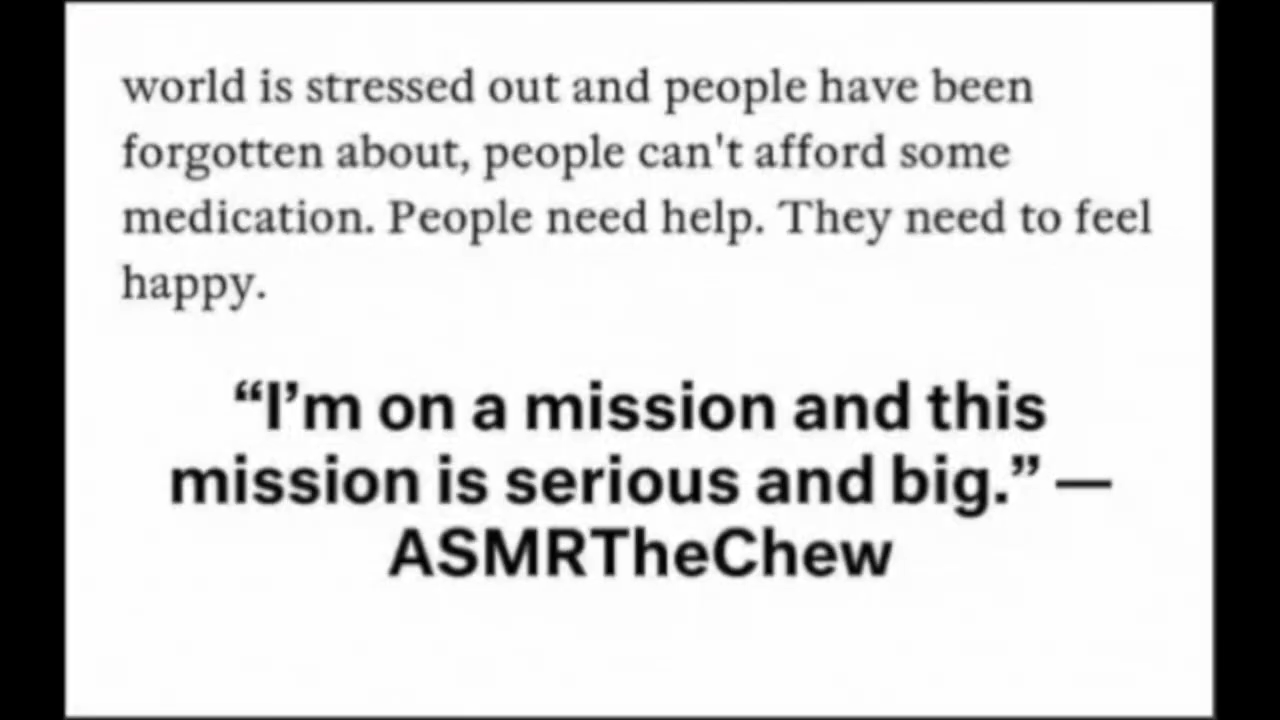 world is stressed out and people have been
forgotten about, people can't afford some
medication. People need help. They need to feel
happy.
“I’m on a mission and this
mission is serious and big.” —
ASMRTheChew